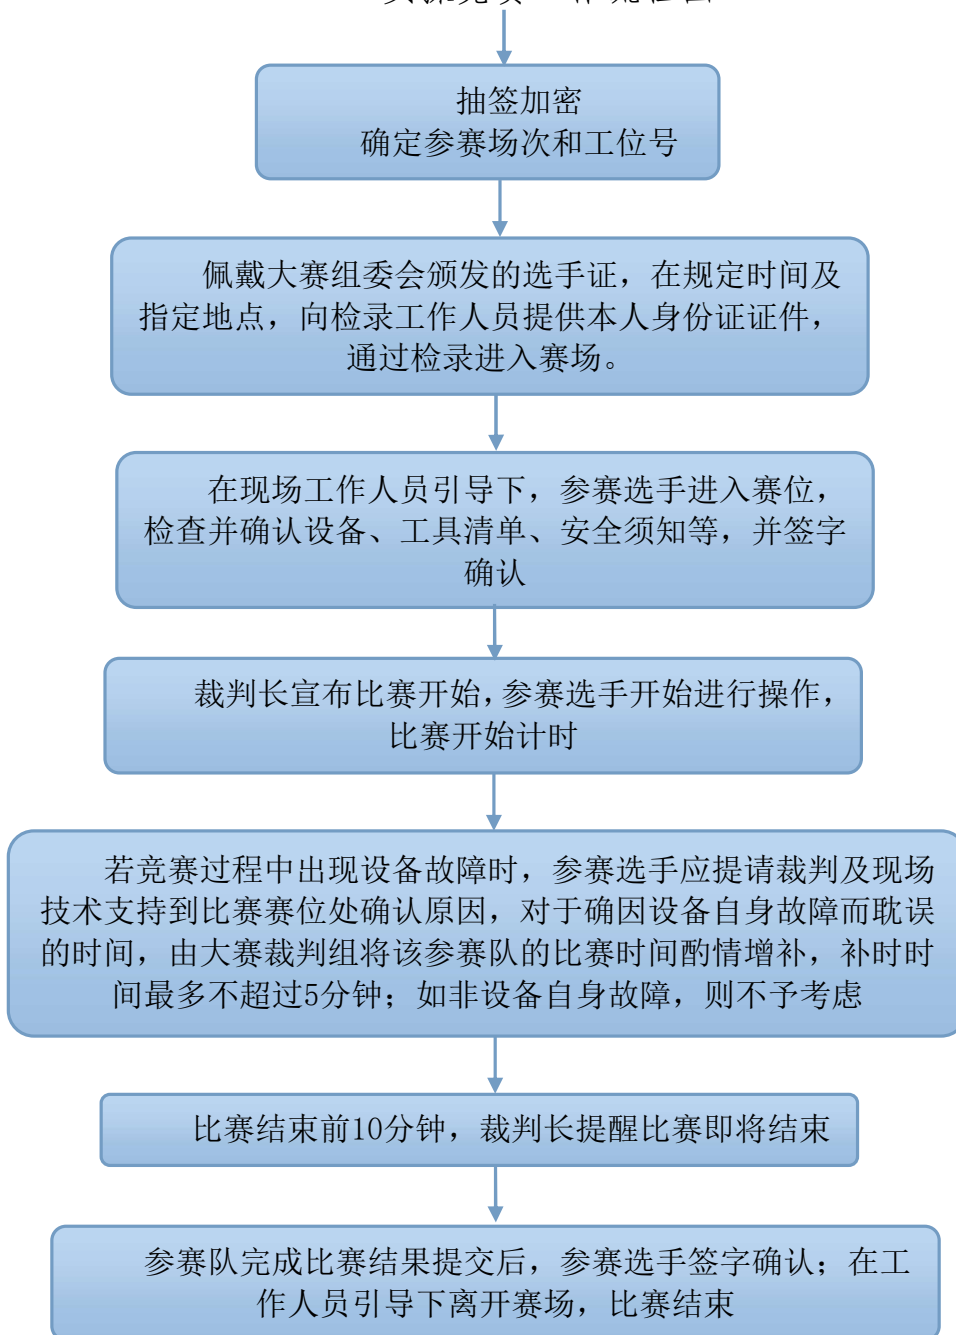 抽签加密
确定参赛场次和工位号
佩戴大赛组委会颁发的选手证，在规定时间及
指定地点，向检录工作人员提供本人身份证证件，
通过检录进入赛场。
在现场工作人员引导下，参赛选手进入赛位，
检查并确认设备、工具清单、安全须知等，并签字
确认
裁判长宣布比赛开始，参赛选手开始进行操作，
比赛开始计时
若竞赛过程中出现设备故障时，参赛选手应提请裁判及现场
技术支持到比赛赛位处确认原因，对于确因设备自身故障而耽误
的时间，由大赛裁判组将该参赛队的比赛时间酌情增补，补时时
间最多不超过5分钟；如非设备自身故障，则不予考虑
比赛结束前10分钟，裁判长提醒比赛即将结束
参赛队完成比赛结果提交后，参赛选手签字确认；在工
作人员引导下离开赛场，比赛结束